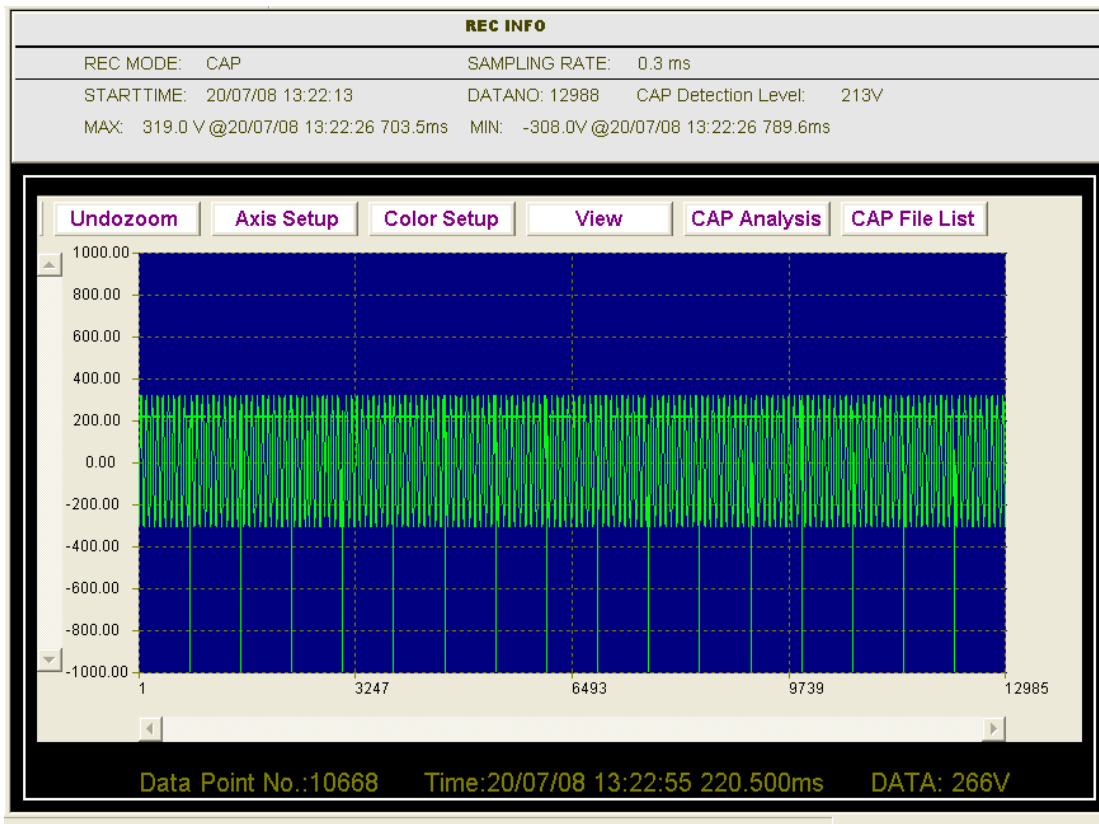 REC INFO
REC MODE: CAP SAMPLING RATE: 0.3 ms
STARTTIME: 20/07/08 13:22:13 DATANO: 12988 CAP Detection Level: 213V
MAX: 319.0 V @20/07/08 13:22:26 703.5ms MIN: -308.0V @20/07/08 13:22:26 789.6ms
Undozoom Axis Setup Color Setup View CAP Analysis CAP File List
1000.00
800.00
600.00
400.00
200.00
0.00
-200.00
-400.00
-600.00
-800.00
-1000.00
1 3247 6493 9739 12985
Data Point No.:10668 Time:20/07/08 13:22:55 220.500ms DATA: 266V